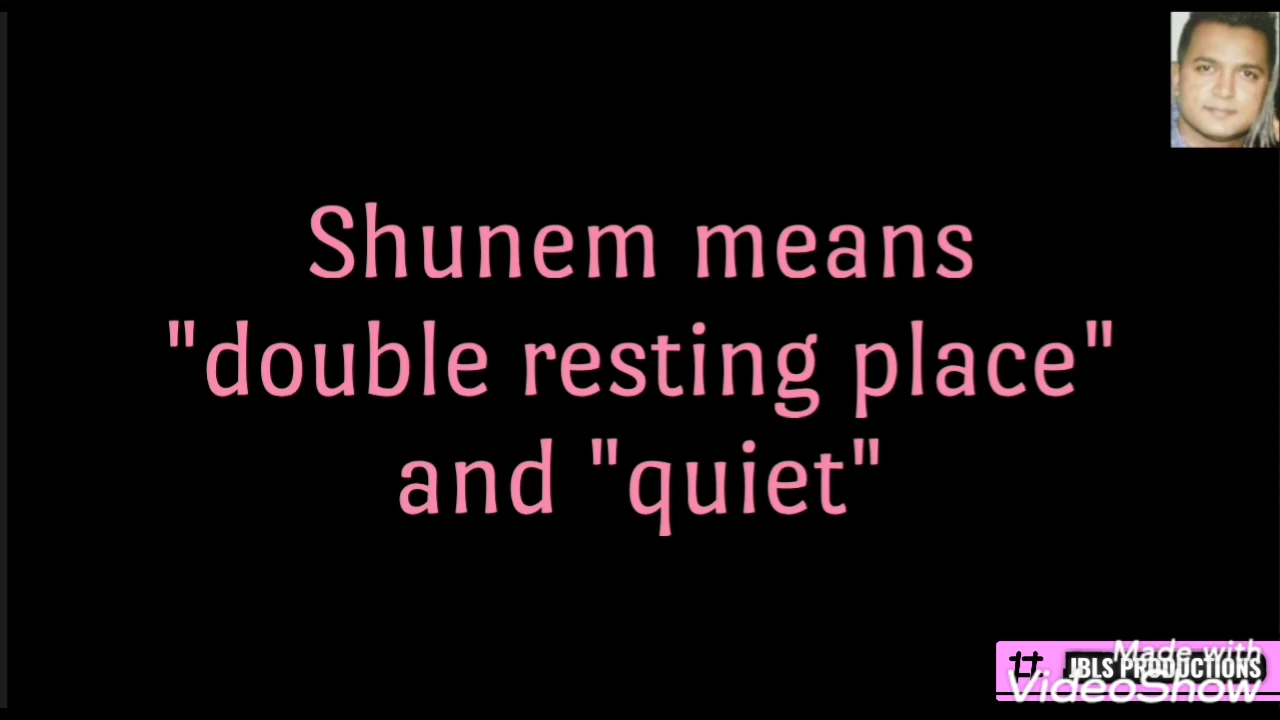 Shunem means
"double resting place"
and "quiet"
# JBLS PRODUCTIONS
Made with
VideoShow